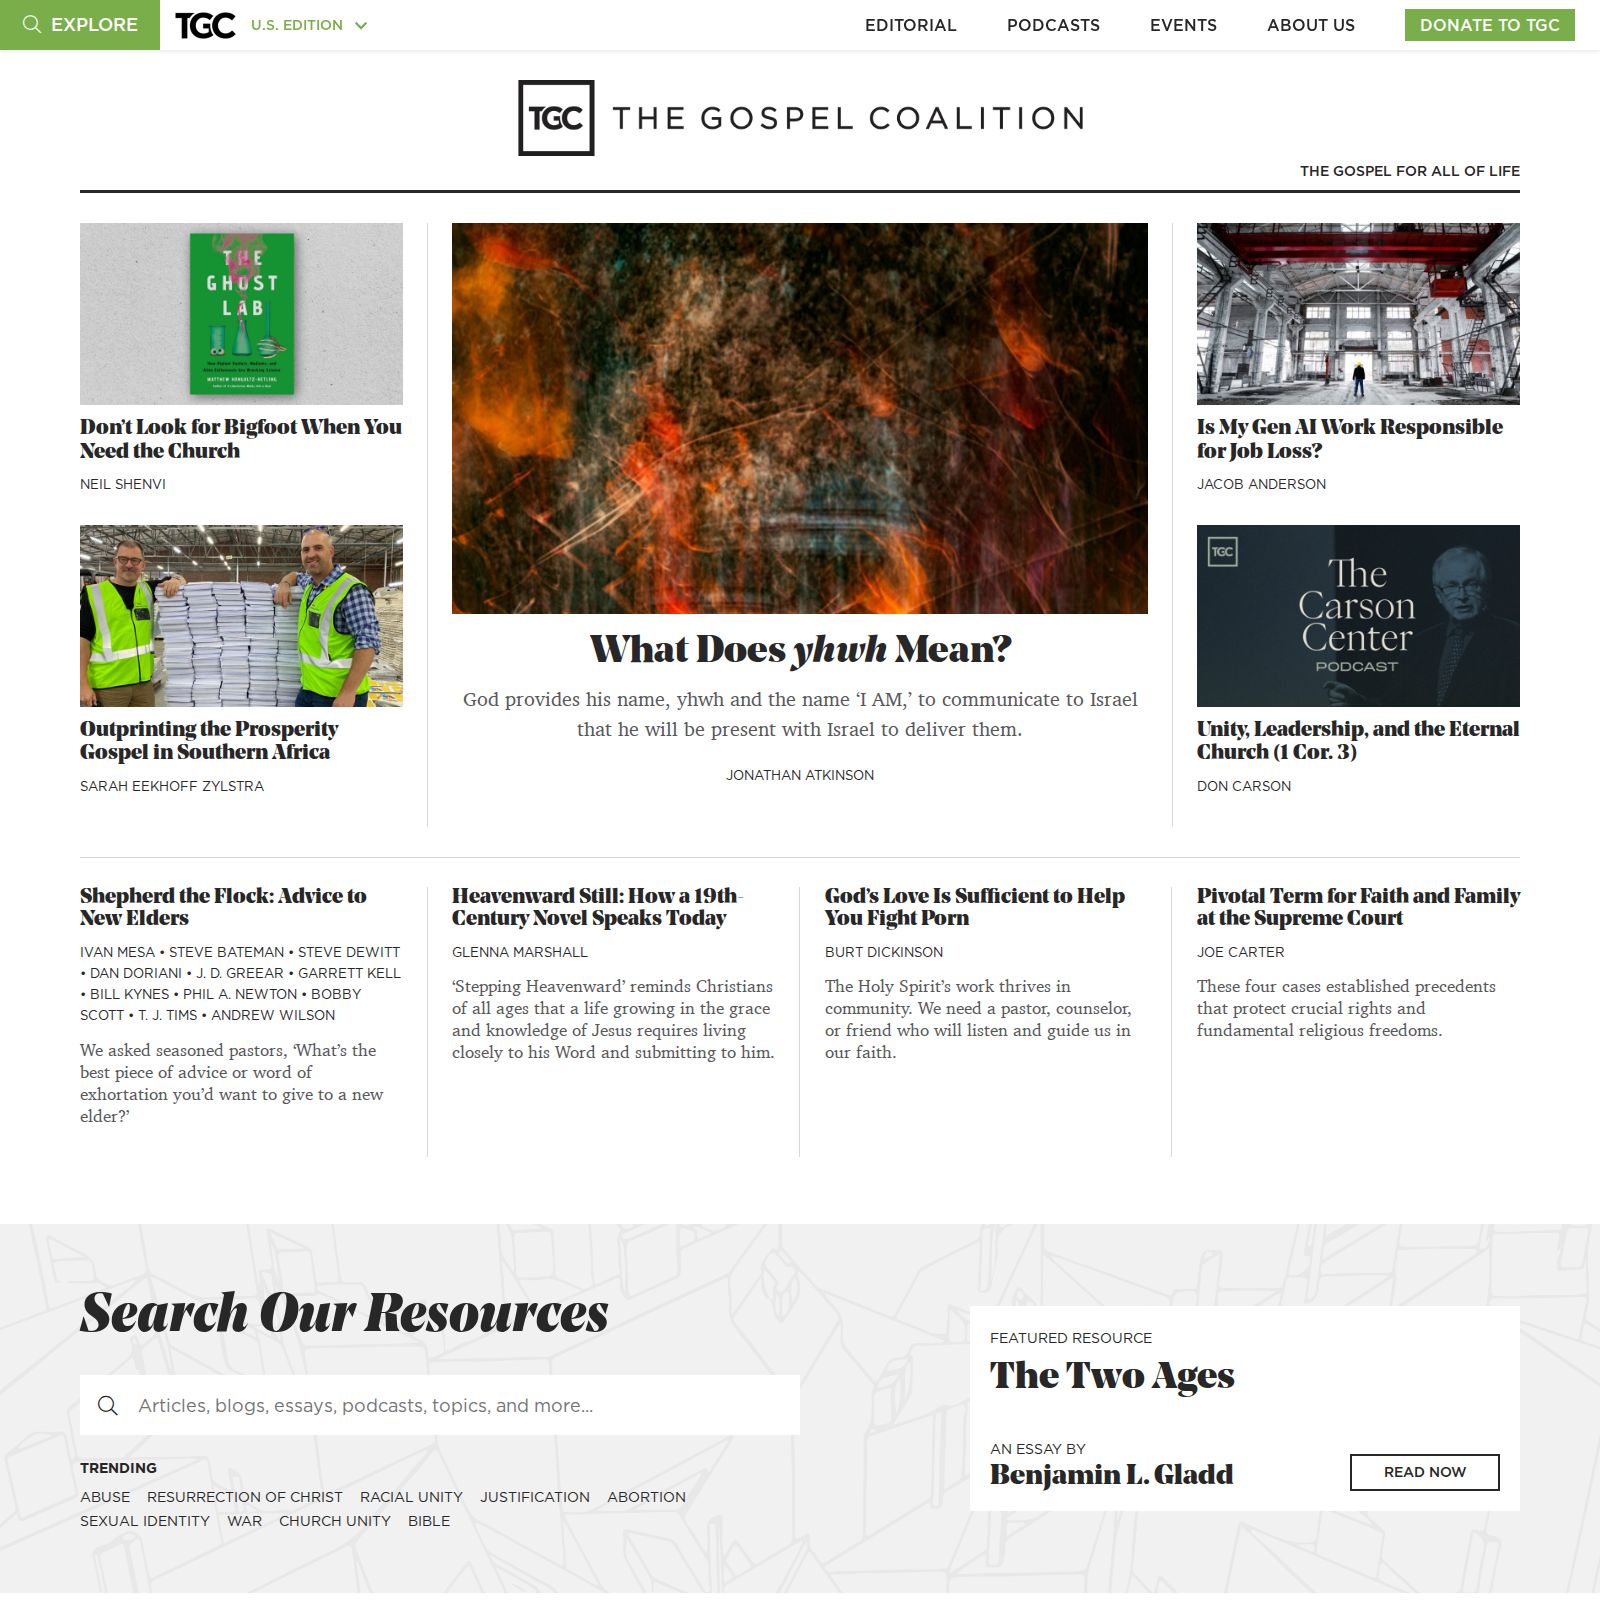 EXPLORE
TGC
U.S. EDITION
EDITORIAL
PODCASTS
EVENTS
ABOUT US
DONATE TO TGC
TGC THE GOSPEL COALITION
THE GOSPEL FOR ALL OF LIFE
THE
GHOST
LAB
Don’t Look for Bigfoot When You
Need the Church
NEIL SHENVI
Outprinting the Prosperity
Gospel in Southern Africa
SARAH EEKHOFF ZYLSTRA
What Does yhwh Mean?
God provides his name, yhwh and the name ‘I AM,’ to communicate to Israel
that he will be present with Israel to deliver them.
JONATHAN ATKINSON
Is My Gen AI Work Responsible
for Job Loss?
JACOB ANDERSON
TGC
The
Carson
Center
PODCAST
Unity, Leadership, and the Eternal
Church (1 Cor. 3)
DON CARSON
Shepherd the Flock: Advice to
New Elders
IVAN MESA • STEVE BATEMAN • STEVE DEWITT
• DAN DORIANI • J. D. GREEAR • GARRETT KELL
• BILL KYNES • PHIL A. NEWTON • BOBBY
SCOTT • T. J. TIMS • ANDREW WILSON
We asked seasoned pastors, ‘What’s the
best piece of advice or word of
exhortation you’d want to give to a new
elder?’
Heavenward Still: How a 19th-
Century Novel Speaks Today
GLENNA MARSHALL
‘Stepping Heavenward’ reminds Christians
of all ages that a life growing in the grace
and knowledge of Jesus requires living
closely to his Word and submitting to him.
God’s Love Is Sufficient to Help
You Fight Porn
BURT DICKINSON
The Holy Spirit’s work thrives in
community. We need a pastor, counselor,
or friend who will listen and guide us in
our faith.
Pivotal Term for Faith and Family
at the Supreme Court
JOE CARTER
These four cases established precedents
that protect crucial rights and
fundamental religious freedoms.
Search Our Resources
Articles, blogs, essays, podcasts, topics, and more...
TRENDING
ABUSE RESURRECTION OF CHRIST RACIAL UNITY JUSTIFICATION ABORTION
SEXUAL IDENTITY WAR CHURCH UNITY BIBLE
FEATURED RESOURCE
The Two Ages
AN ESSAY BY
Benjamin L. Gladd
READ NOW